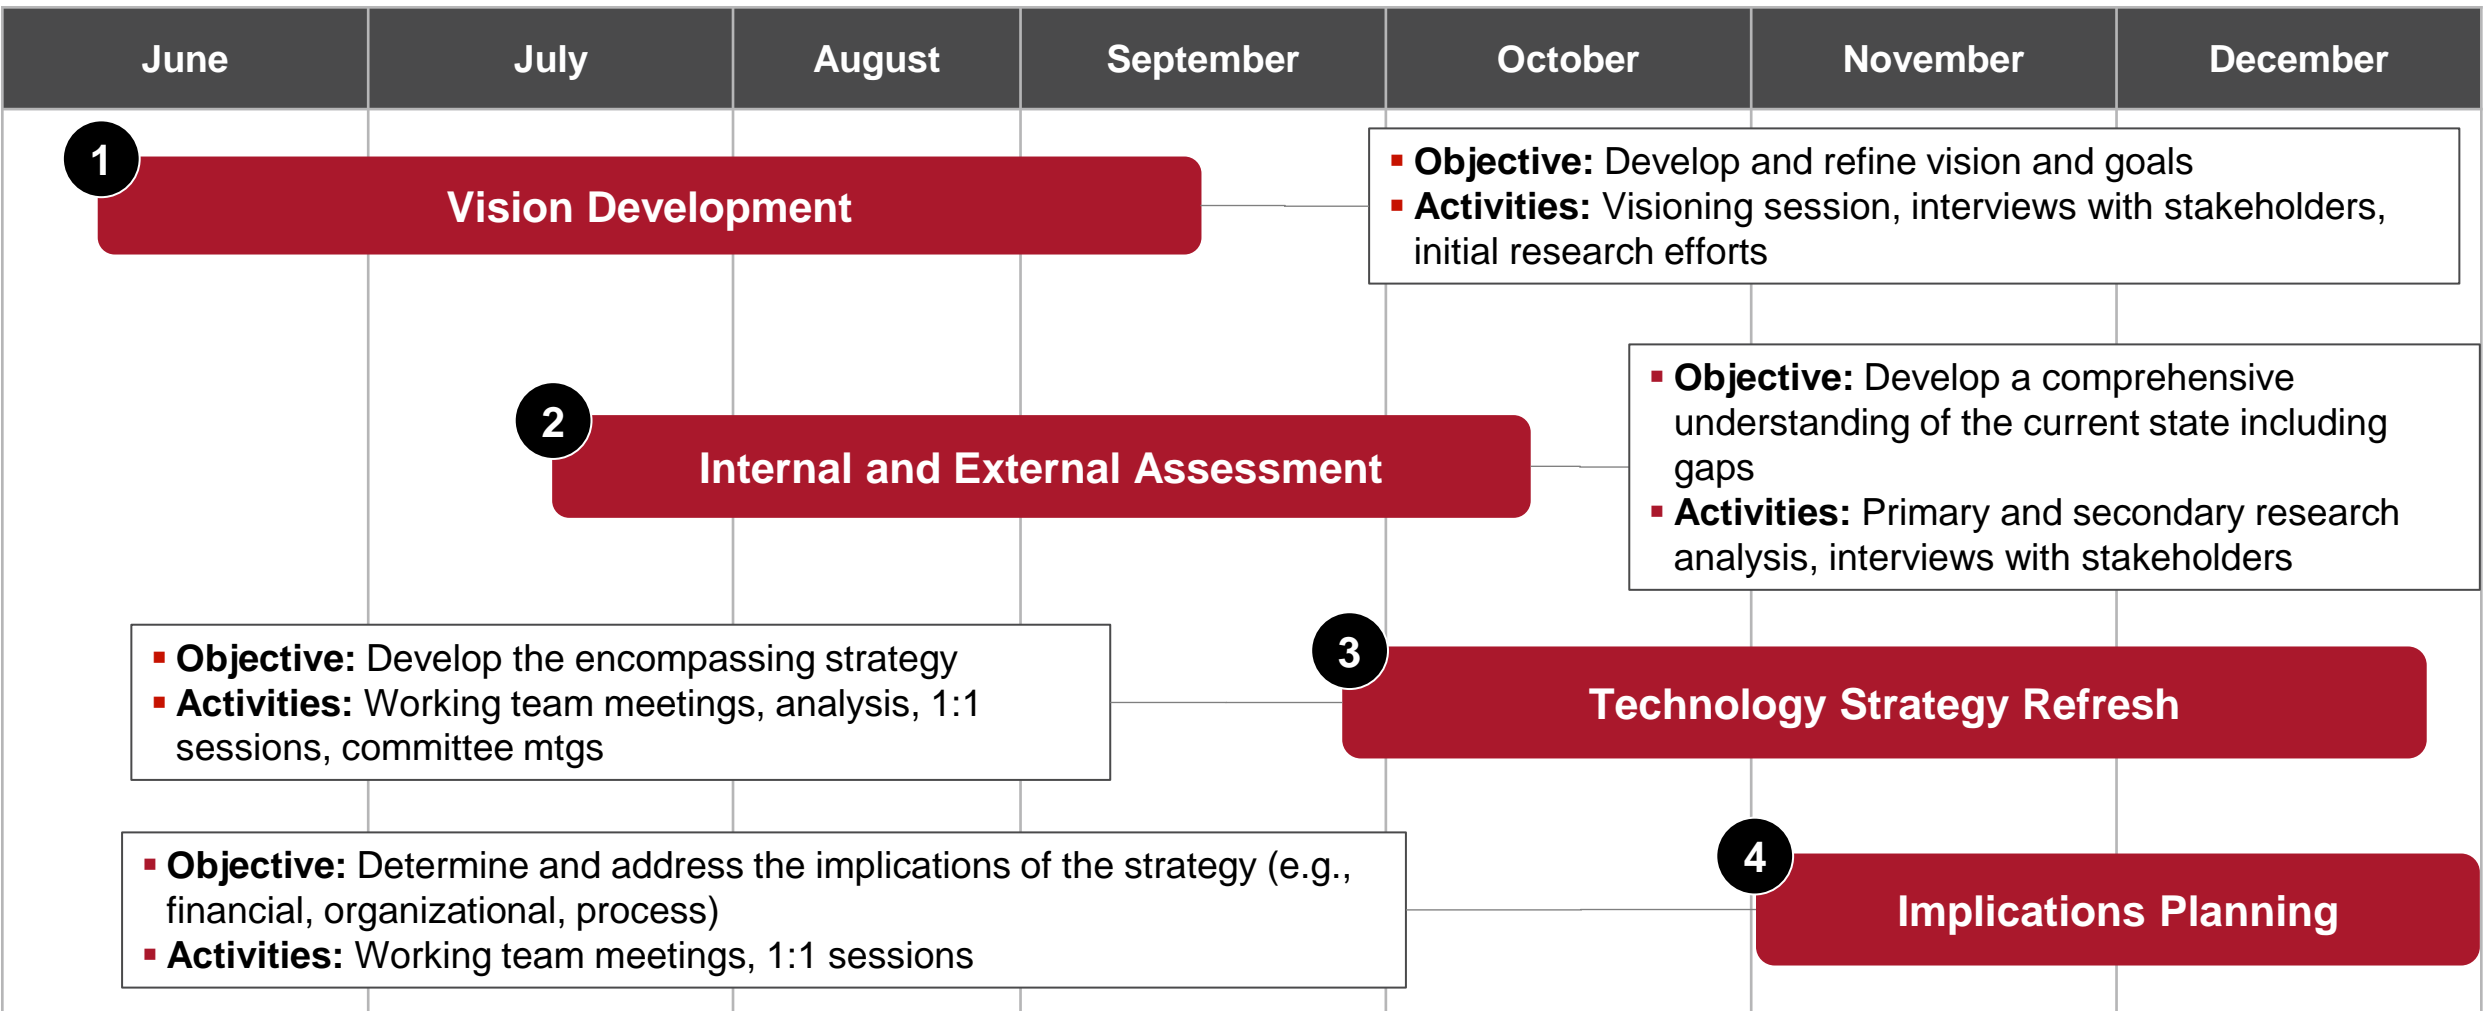 June
July
August
September
October
November
December
1
Vision Development
▪ Objective: Develop and refine vision and goals
▪ Activities: Visioning session, interviews with stakeholders,
initial research efforts
2
Internal and External Assessment
▪ Objective: Develop a comprehensive
understanding of the current state including
gaps
▪ Activities: Primary and secondary research
analysis, interviews with stakeholders
▪ Objective: Develop the encompassing strategy
▪ Activities: Working team meetings, analysis, 1:1
sessions, committee mtgs
3
Technology Strategy Refresh
▪ Objective: Determine and address the implications of the strategy (e.g.,
financial, organizational, process)
▪ Activities: Working team meetings, 1:1 sessions
4
Implications Planning